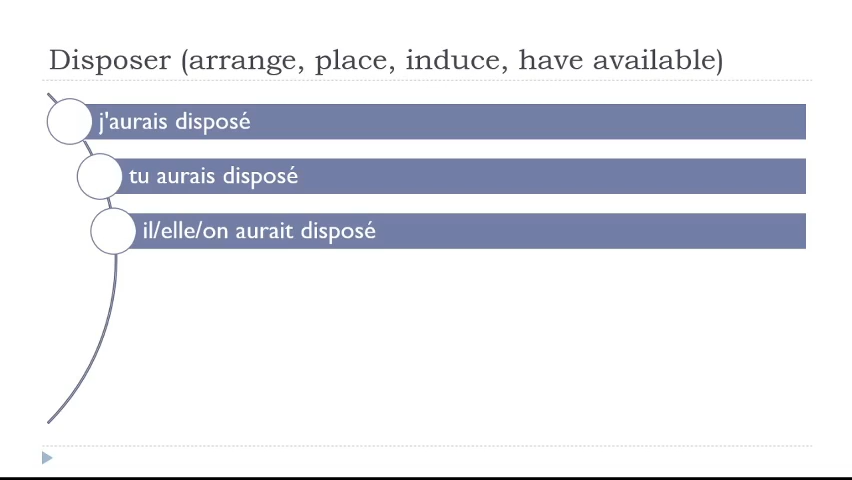 Disposer (arrange, place, induce, have available)
j'aurais disposé
tu aurais disposé
il/elle/on aurait disposé